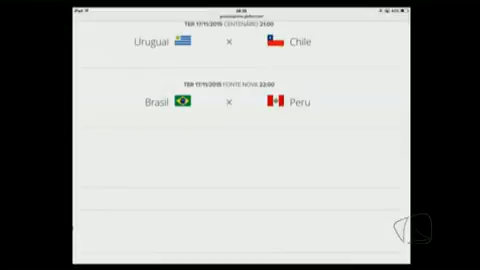 iPad
TER 17/11/2015 CENTENÁRIO 21:00
Uruguai × Chile
TER 17/11/2015 FONTE NOVA 22:00
Brasil × Peru